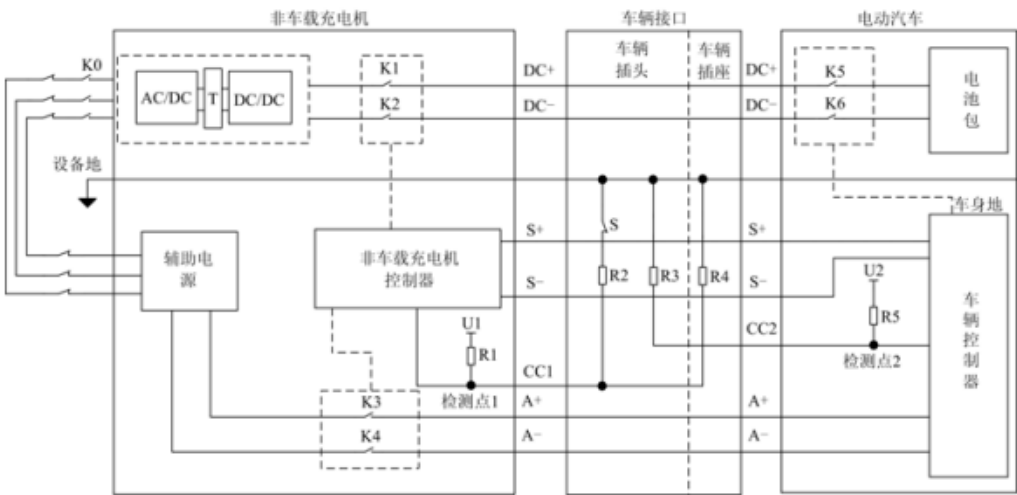 非车载充电机
车辆接口
电动汽车
K0
AC/DC
T
DC/DC
K1
K2
DC+
DC−
车辆
插头
车辆
插座
DC+
DC−
K5
K6
电
池
包
设备地
车身地
辅助电
源
非车载充电机
控制器
S+
S−
S
R2
R3
R4
S+
S−
U2
R5
CC2
检测点2
车
辆
控
制
器
U1
R1
CC1
检测点1
K3
K4
A+
A−
A+
A−